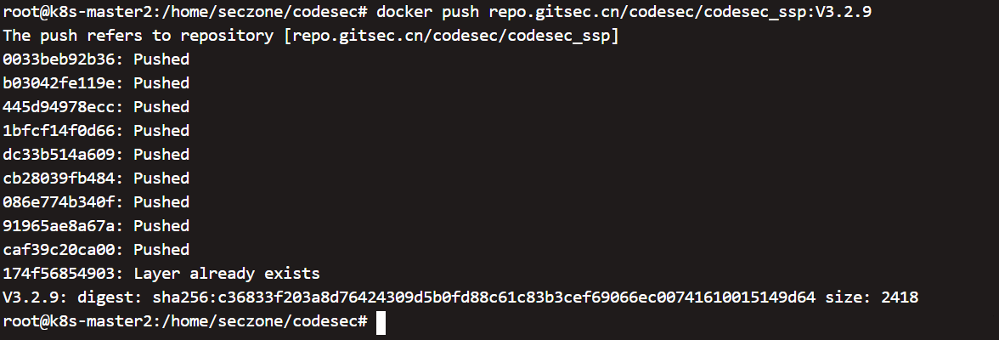 root@k8s-master2:/home/seczone/codesec# docker push repo.gitsec.cn/codesec/codesec_ssp:V3.2.9
The push refers to repository [repo.gitsec.cn/codesec/codesec_ssp]
0033beb92b36: Pushed
b03042fe119e: Pushed
445d94978ecc: Pushed
1bfcf14f0d66: Pushed
dc33b514a609: Pushed
cb28039fb484: Pushed
086e774b340f: Pushed
91965ae8a67a: Pushed
caf39c20ca00: Pushed
174f56854903: Layer already exists
V3.2.9: digest: sha256:c36833f203a8d76424309d5b0fd88c61c83b3cef69066ec00741610015149d64 size: 2418
root@k8s-master2:/home/seczone/codesec#